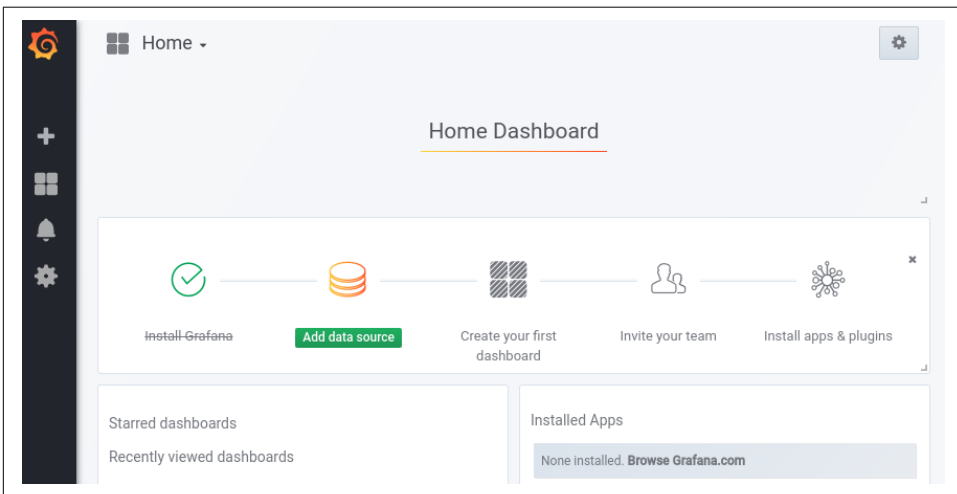 Home
Home Dashboard
Install Grafana
Add data source
Create your first
dashboard
Invite your team
Install apps & plugins
Starred dashboards
Recently viewed dashboards
Installed Apps
None installed. Browse Grafana.com